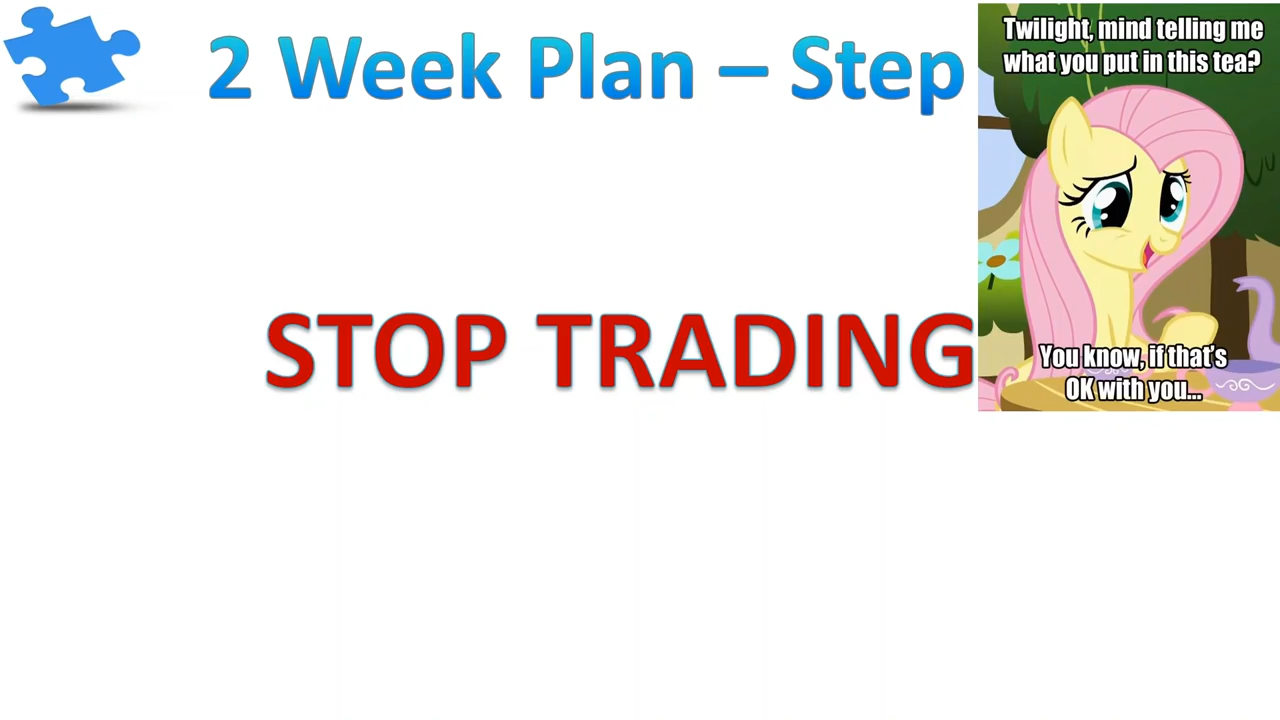 2 Week Plan – Step
STOP TRADING
Twilight, mind telling me
what you put in this tea?
You know, if that's
OK with you...